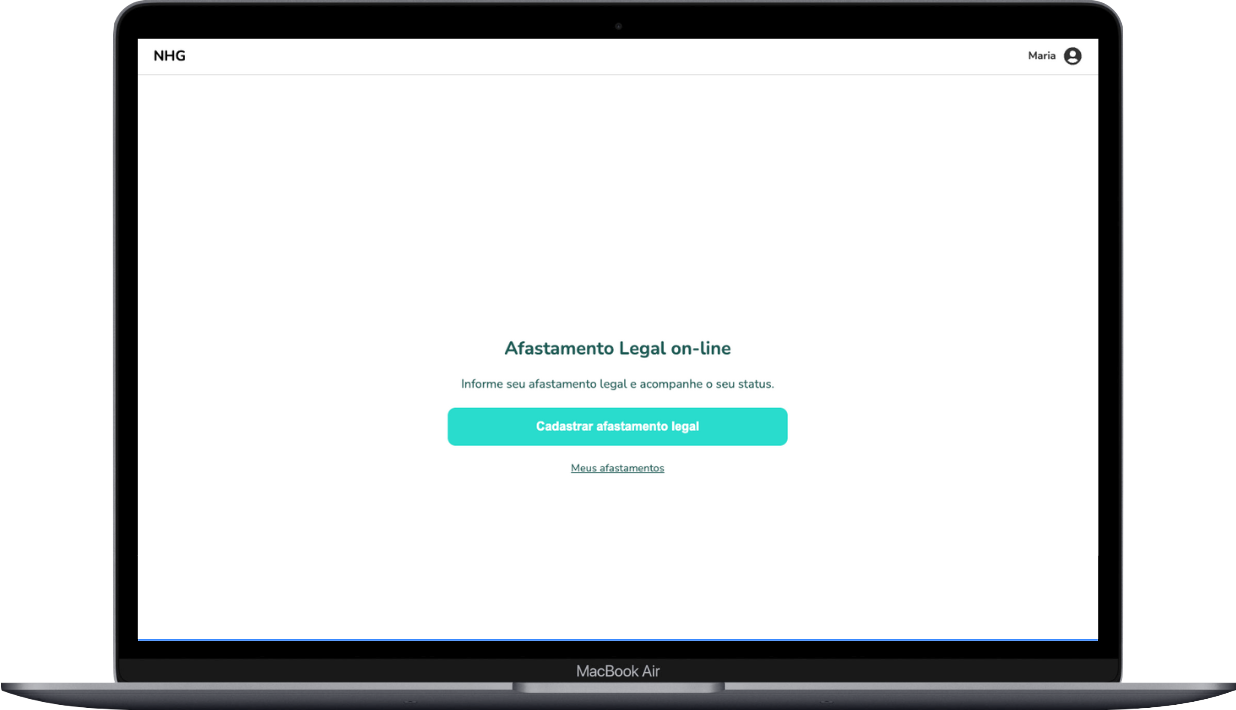 NHG
Maria
Afastamento Legal on-line
Informe seu afastamento legal e acompanhe o seu status.
Cadastrar afastamento legal
Meus afastamentos
MacBook Air